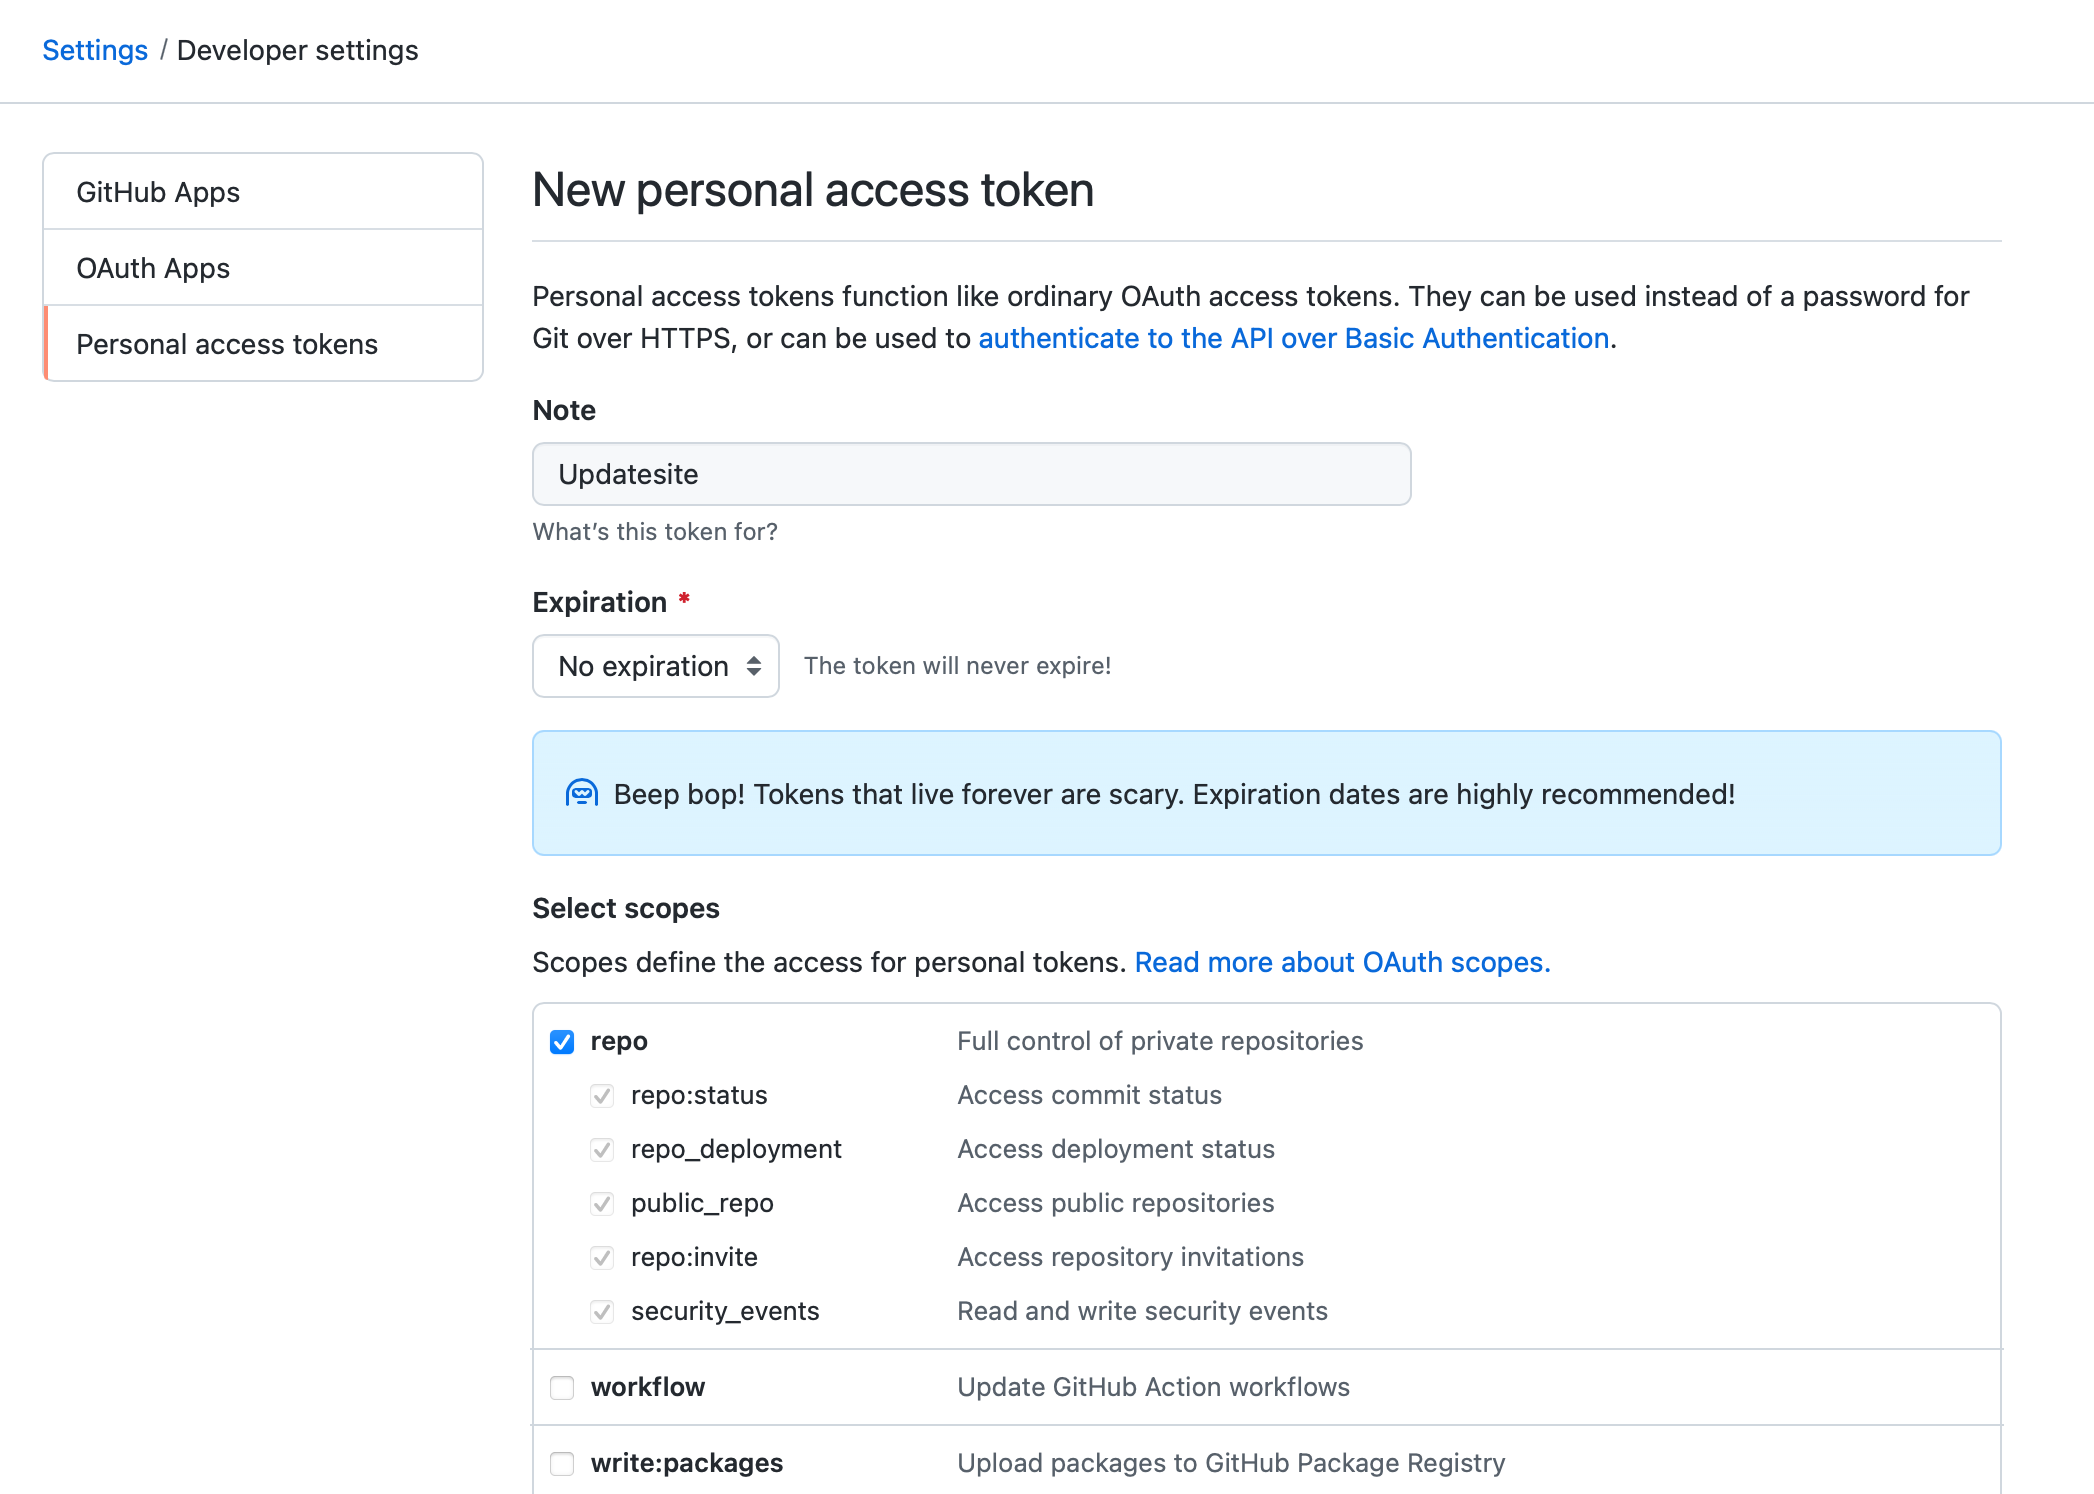 Settings / Developer settings
GitHub Apps
OAuth Apps
Personal access tokens
New personal access token
Personal access tokens function like ordinary OAuth access tokens. They can be used instead of a password for
Git over HTTPS, or can be used to authenticate to the API over Basic Authentication.
Note
Updatesite
What’s this token for?
Expiration *
No expiration The token will never expire!
Beep bop! Tokens that live forever are scary. Expiration dates are highly recommended!
Select scopes
Scopes define the access for personal tokens. Read more about OAuth scopes.
repo Full control of private repositories
repo:status Access commit status
repo_deployment Access deployment status
public_repo Access public repositories
repo:invite Access repository invitations
security_events Read and write security events
workflow Update GitHub Action workflows
write:packages Upload packages to GitHub Package Registry